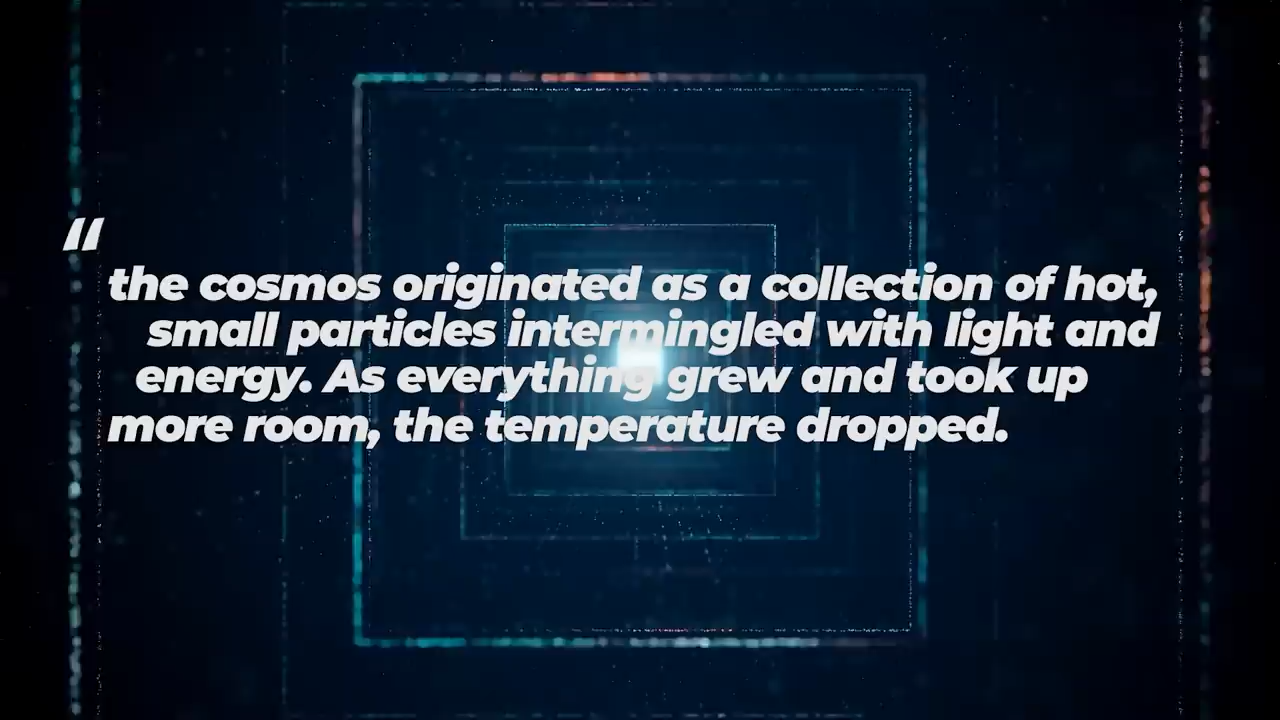 “
the cosmos originated as a collection of hot,
small particles intermingled with light and
energy. As everything grew and took up
more room, the temperature dropped.